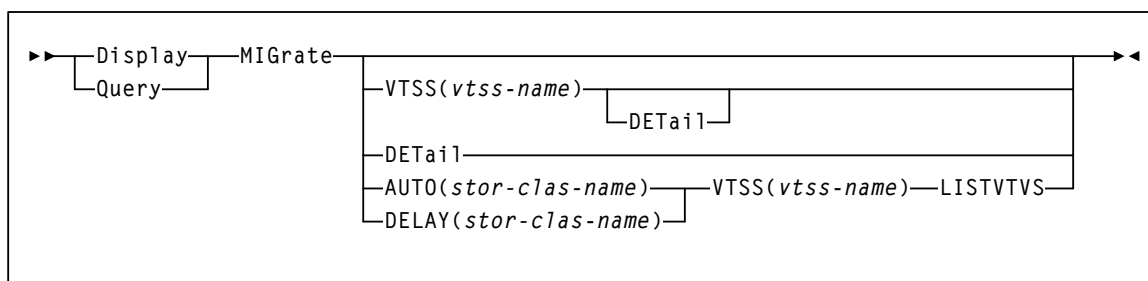 Display MIGrate
Query
VTSS(vtss-name)
DETail
DETail
AUTO(stor-clas-name) VTSS(vtss-name) LISTVTVS
DELAY(stor-clas-name)